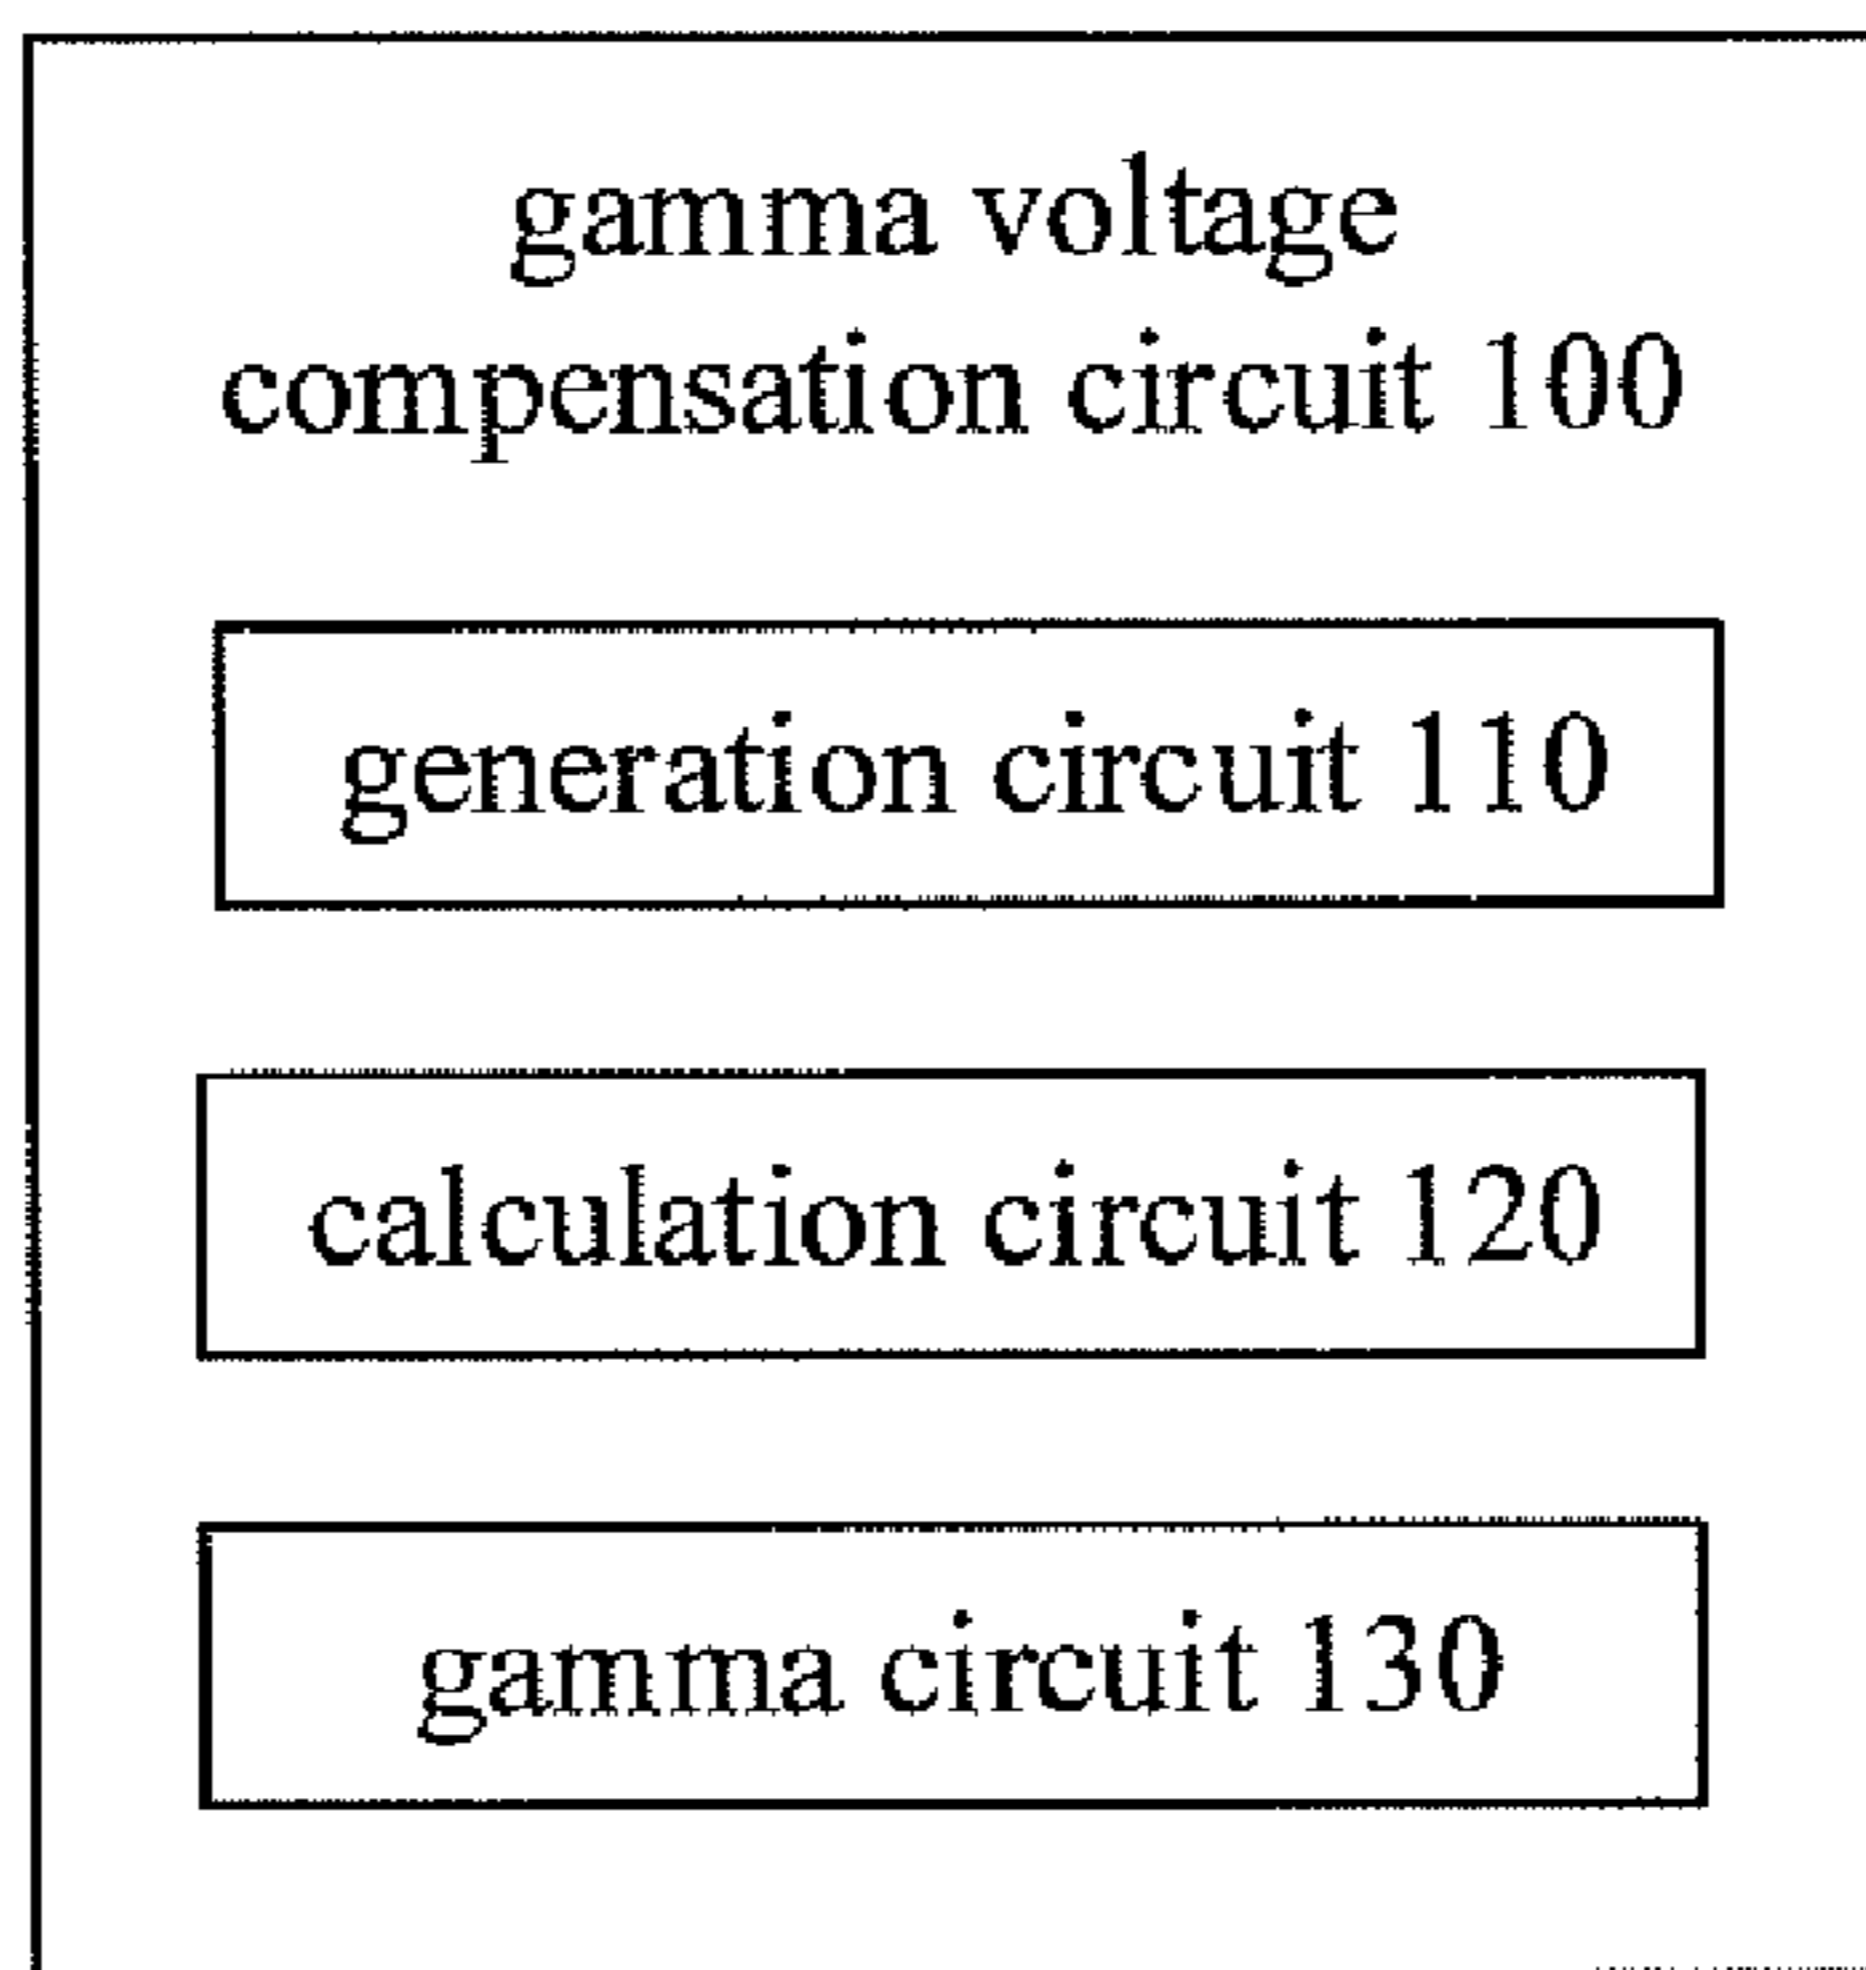 gamma voltage
compensation circuit 100
generation circuit 110
calculation circuit 120
gamma circuit 130